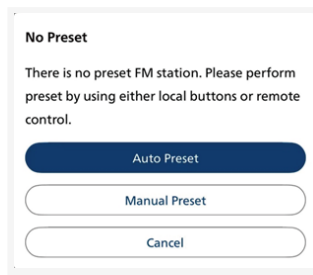 No Preset
There is no preset FM station. Please perform
preset by using either local buttons or remote
control.
Auto Preset
Manual Preset
Cancel